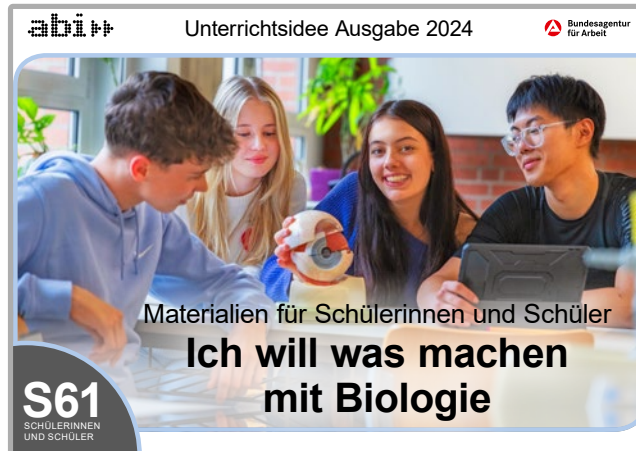 abi»
Unterrichtsidee Ausgabe 2024
Bundesagentur
für Arbeit
Materialien für Schülerinnen und Schüler
Ich will was machen
mit Biologie
S61
SCHÜLERINNEN
UND SCHÜLER